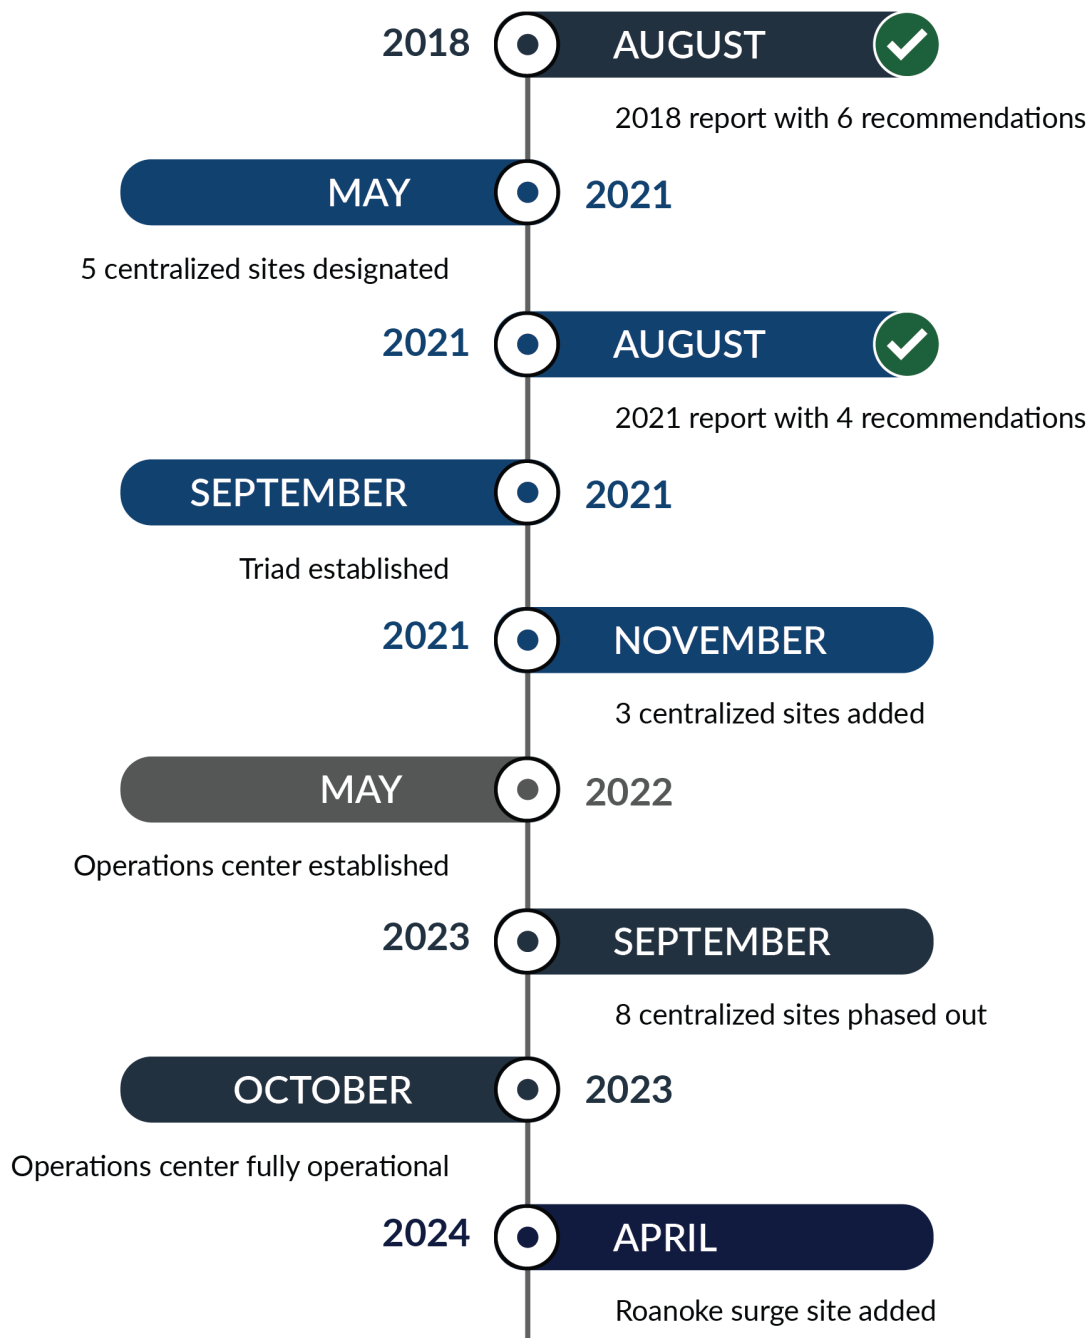 2018 AUGUST
2018 report with 6 recommendations
MAY 2021
5 centralized sites designated
2021 AUGUST
2021 report with 4 recommendations
SEPTEMBER 2021
Triad established
2021 NOVEMBER
3 centralized sites added
MAY 2022
Operations center established
2023 SEPTEMBER
8 centralized sites phased out
OCTOBER 2023
Operations center fully operational
2024 APRIL
Roanoke surge site added